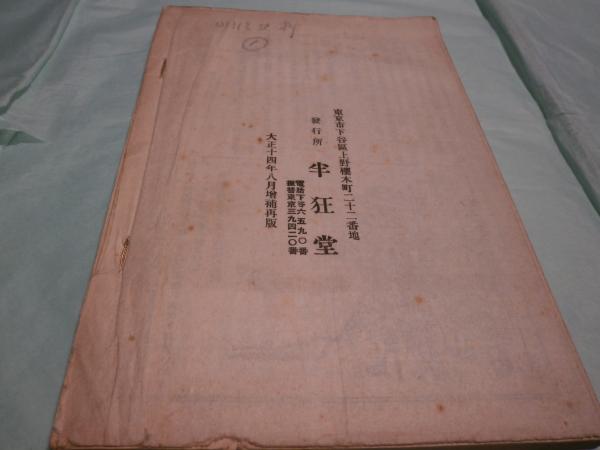 東京市下谷區上野櫻木町二十二番地
發行所 半狂堂
電話下谷六五九〇番
振替東京三九四二〇番
大正十四年八月增補再版